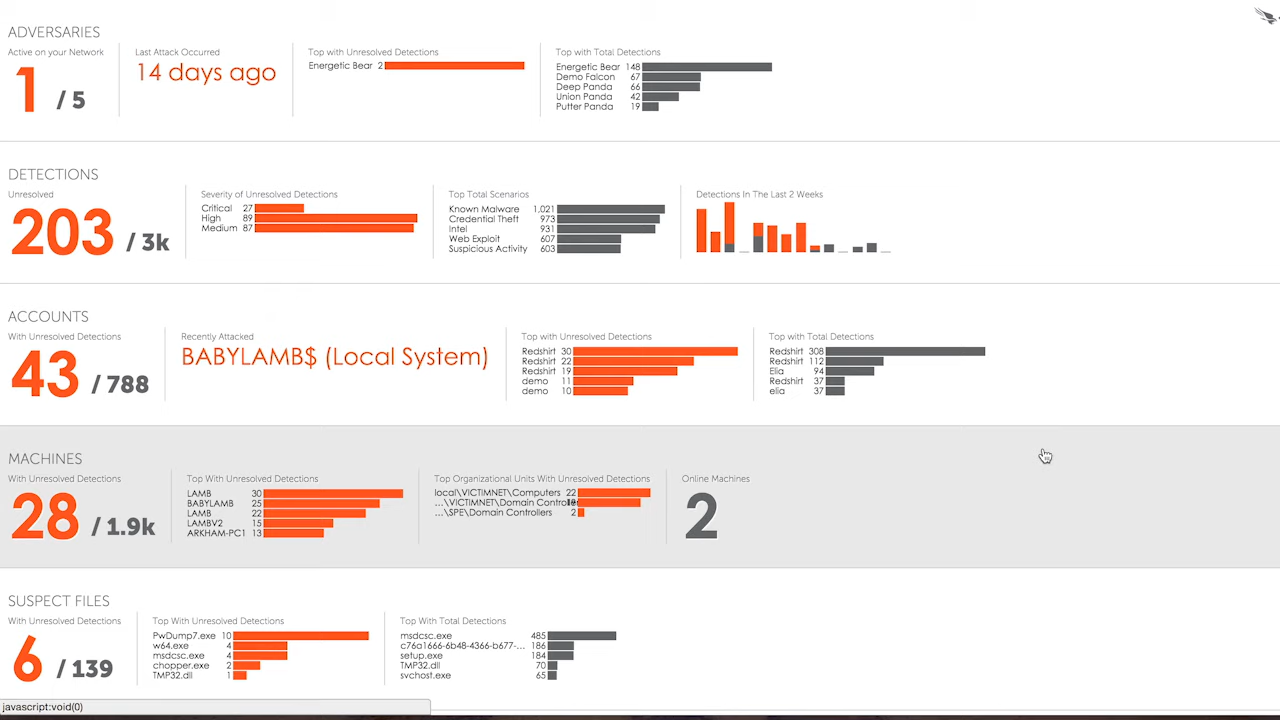 ADVERSARIES
Active on your Network
1 / 5
Last Attack Occurred
14 days ago
Top with Unresolved Detections
Energetic Bear 2
Top with Total Detections
Energetic Bear 148
Demo Falcon 67
Deep Panda 66
Union Panda 42
Putter Panda 19
DETECTIONS
Unresolved
203 / 3k
Severity of Unresolved Detections
Critical 27
High 89
Medium 87
Top Total Scenarios
Known Malware 1,021
Credential Theft 973
Intel 931
Web Exploit 607
Suspicious Activity 603
Detections In The Last 2 Weeks
ACCOUNTS
With Unresolved Detections
43 / 788
Recently Attacked
BABYLAMB$ (Local System)
Top with Unresolved Detections
Redshirt 30
Redshirt 22
Redshirt 19
demo 11
demo 10
Top with Total Detections
Redshirt 308
Redshirt 112
Elia 94
Redshirt 37
elia 37
MACHINES
With Unresolved Detections
28 / 1.9k
Top With Unresolved Detections
LAMB 30
BABYLAMB 25
LAMB 22
LAMBV2 15
ARKHAM-PC1 13
Top Organizational Units With Unresolved Detections
local\VICTIMNET\Computers 22
...\VICTIMNET\Domain
...\SPE\Domain Controllers 2
Online Machines
2
SUSPECT FILES
With Unresolved Detections
6 / 139
Top With Unresolved Detections
PwDump7.exe 10
w64.exe 4
msdcsc.exe 4
chopper.exe 2
TMP32.dll 1
Top With Total Detections
msdcsc.exe 485
c76a1666-6b48-4366-b677-... 186
setup.exe 184
TMP32.dll 70
svchost.exe 65
javascript:void(0)